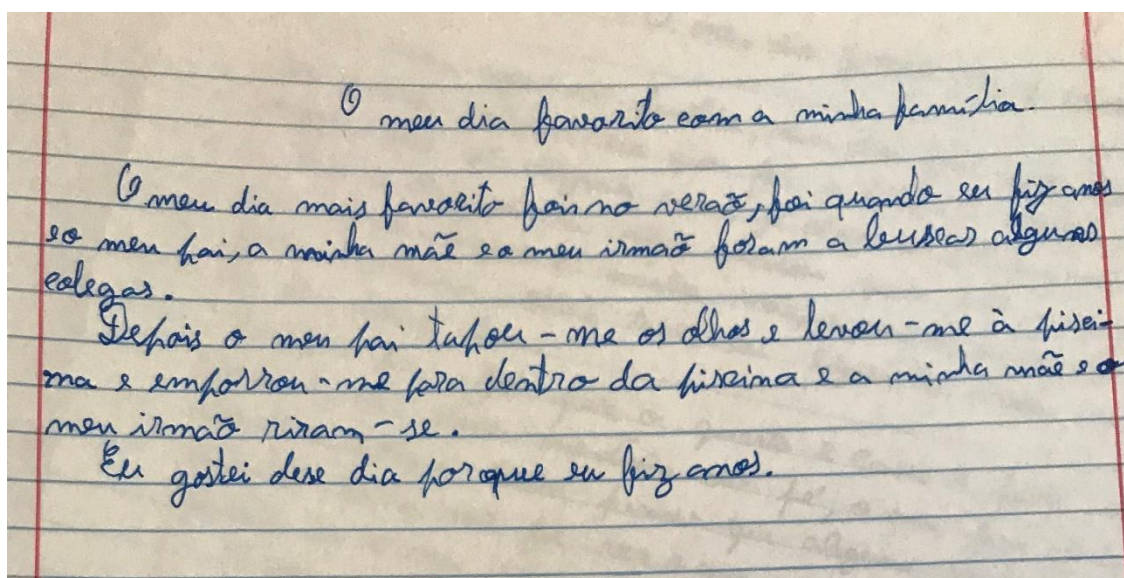 O meu dia favorito com a minha família.
O meu dia mais favorito foi no verão, foi quando eu fiz anos
e o meu pai, a minha mãe e o meu irmão foram a buscar alguns
colegas.
Depois o meu pai tapou-me os olhos e levou-me à pisci-
na e emporrou-me para dentro da piscina e a minha mãe e o
meu irmão riram-se.
Eu gostei dese dia porque eu fiz anos.